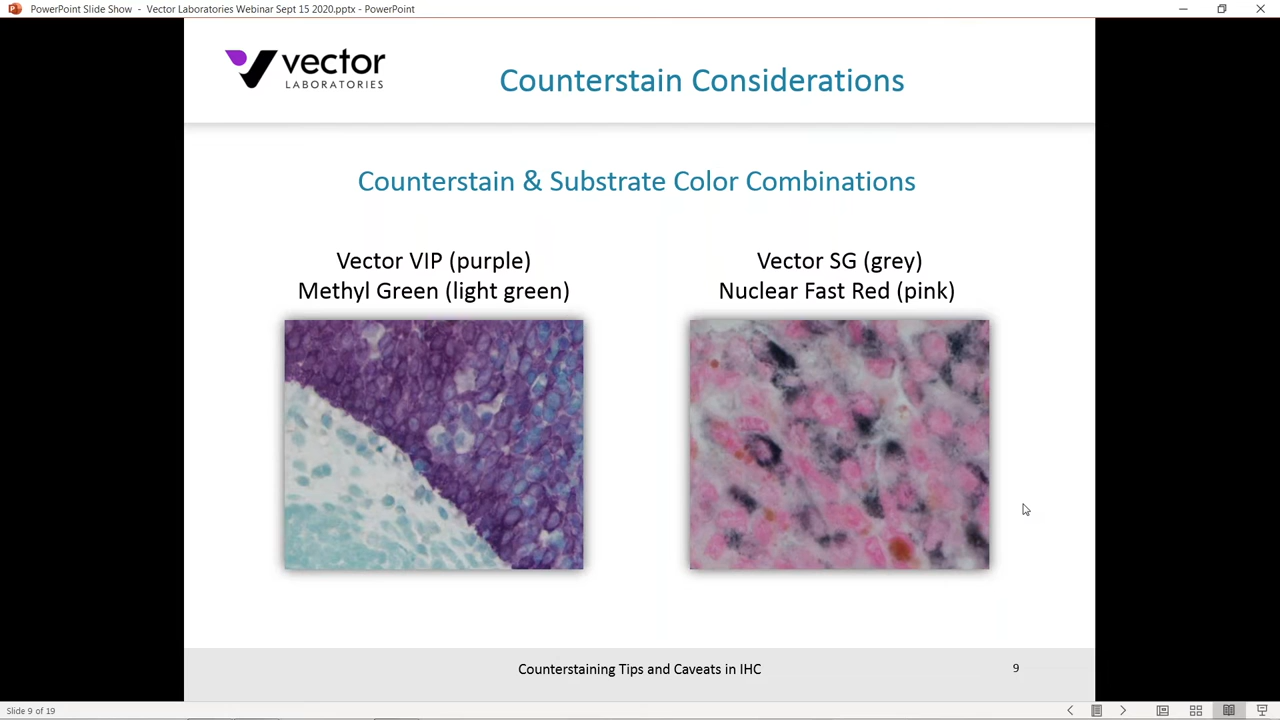 PowerPoint Slide Show - Vector Laboratories Webinar Sept 15 2020.pptx - PowerPoint
vector
LABORATORIES
Counterstain Considerations
Counterstain & Substrate Color Combinations
Vector VIP (purple)
Methyl Green (light green)
Vector SG (grey)
Nuclear Fast Red (pink)
Counterstaining Tips and Caveats in IHC
9
Slide 9 of 19